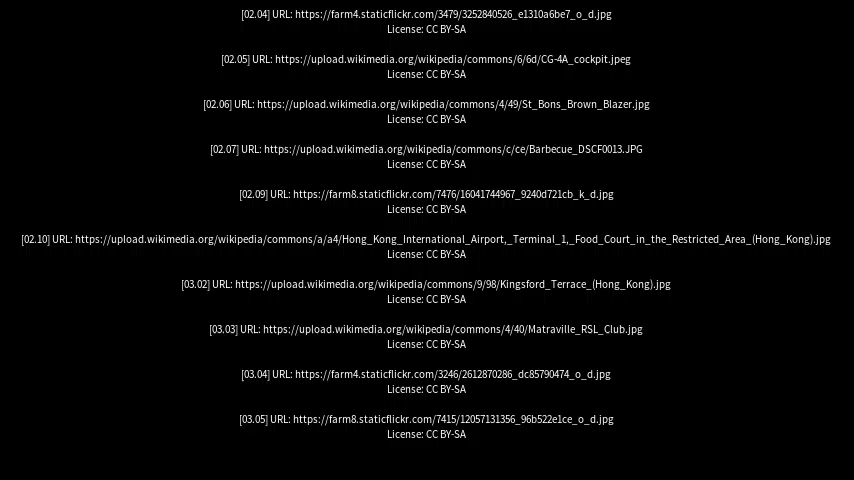 [02.04] URL: https://farm4.staticflickr.com/3479/3252840526_e1310a6be7_o_d.jpg
License: CC BY-SA
[02.05] URL: https://upload.wikimedia.org/wikipedia/commons/6/6d/CG-4A_cockpit.jpeg
License: CC BY-SA
[02.06] URL: https://upload.wikimedia.org/wikipedia/commons/4/49/St_Bons_Brown_Blazer.jpg
License: CC BY-SA
[02.07] URL: https://upload.wikimedia.org/wikipedia/commons/c/ce/Barbecue_DSCF0013.JPG
License: CC BY-SA
[02.09] URL: https://farm8.staticflickr.com/7476/16041744967_9240d721cb_k_d.jpg
License: CC BY-SA
[02.10] URL: https://upload.wikimedia.org/wikipedia/commons/a/a4/Hong_Kong_International_Airport,_Terminal_1,_Food_Court_in_the_Restricted_Area_(Hong_Kong).jpg
License: CC BY-SA
[03.02] URL: https://upload.wikimedia.org/wikipedia/commons/9/98/Kingsford_Terrace_(Hong_Kong).jpg
License: CC BY-SA
[03.03] URL: https://upload.wikimedia.org/wikipedia/commons/4/40/Matraville_RSL_Club.jpg
License: CC BY-SA
[03.04] URL: https://farm4.staticflickr.com/3246/2612870286_dc85790474_o_d.jpg
License: CC BY-SA
[03.05] URL: https://farm8.staticflickr.com/7415/12057131356_96b522e1ce_o_d.jpg
License: CC BY-SA